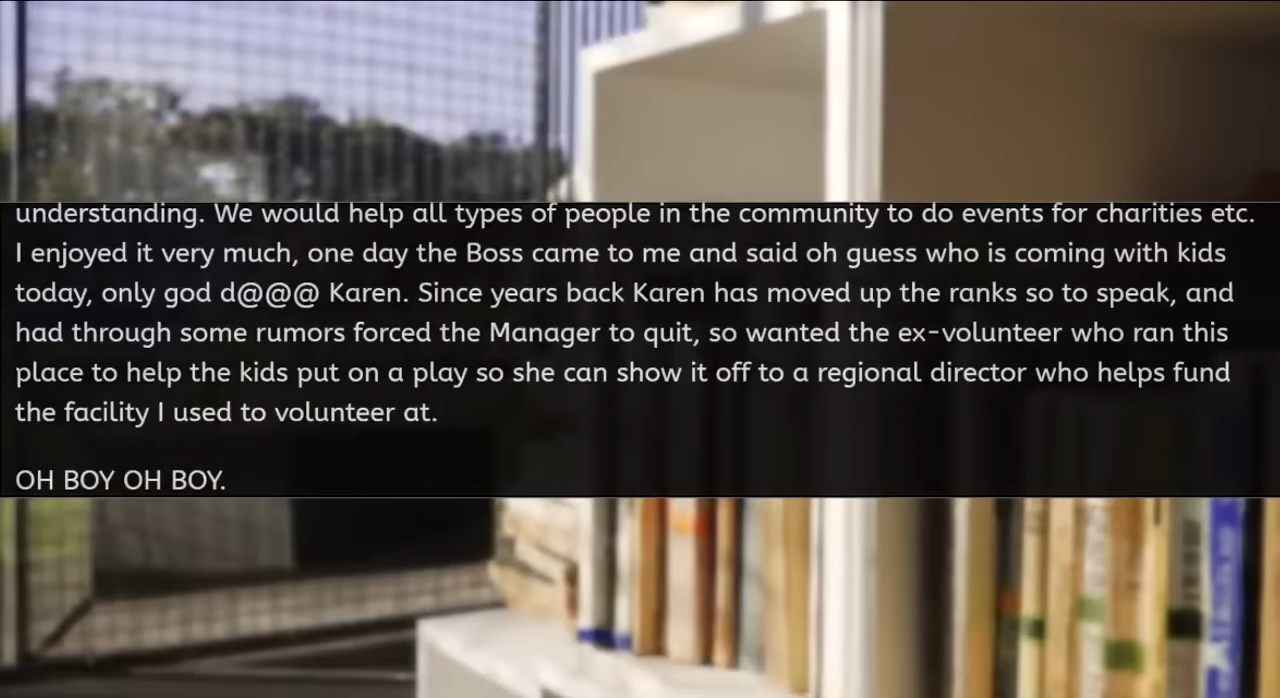 understanding. We would help all types of people in the community to do events for charities etc.
I enjoyed it very much, one day the Boss came to me and said oh guess who is coming with kids
today, only god d@@@ Karen. Since years back Karen has moved up the ranks so to speak, and
had through some rumors forced the Manager to quit, so wanted the ex-volunteer who ran this
place to help the kids put on a play so she can show it off to a regional director who helps fund
the facility I used to volunteer at.
OH BOY OH BOY.